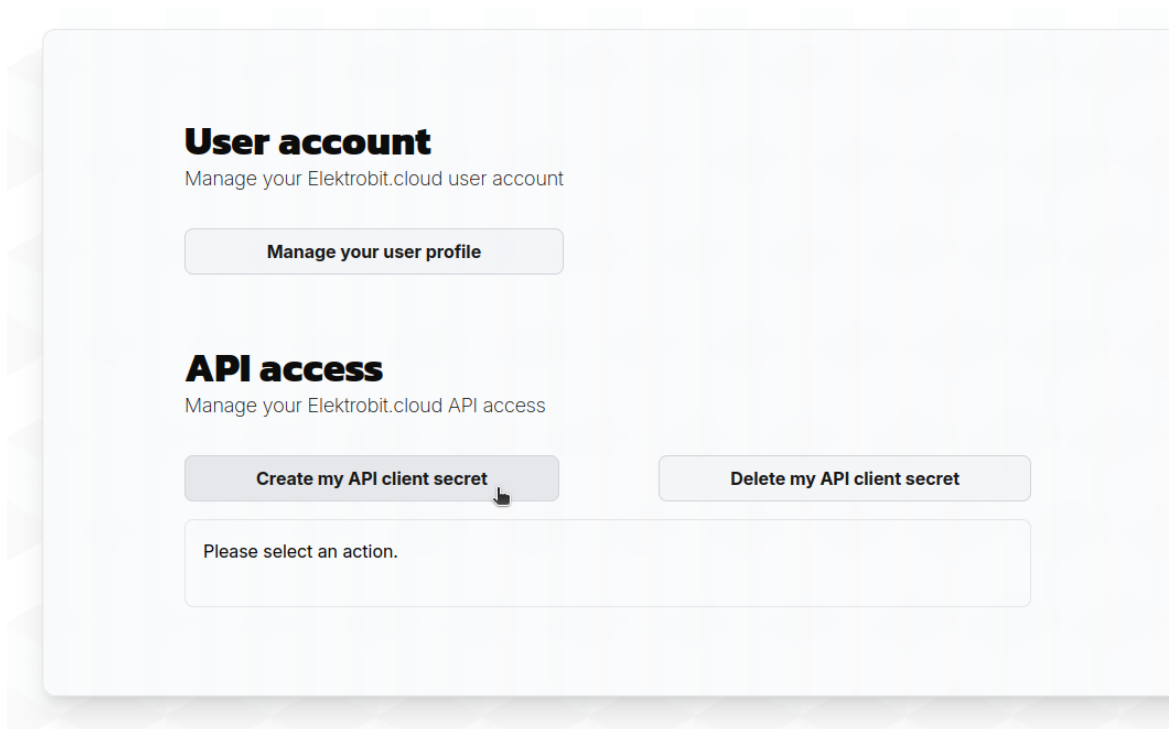 User account
Manage your Elektrobit.cloud user account
Manage your user profile
API access
Manage your Elektrobit.cloud API access
Create my API client secret
Delete my API client secret
Please select an action.